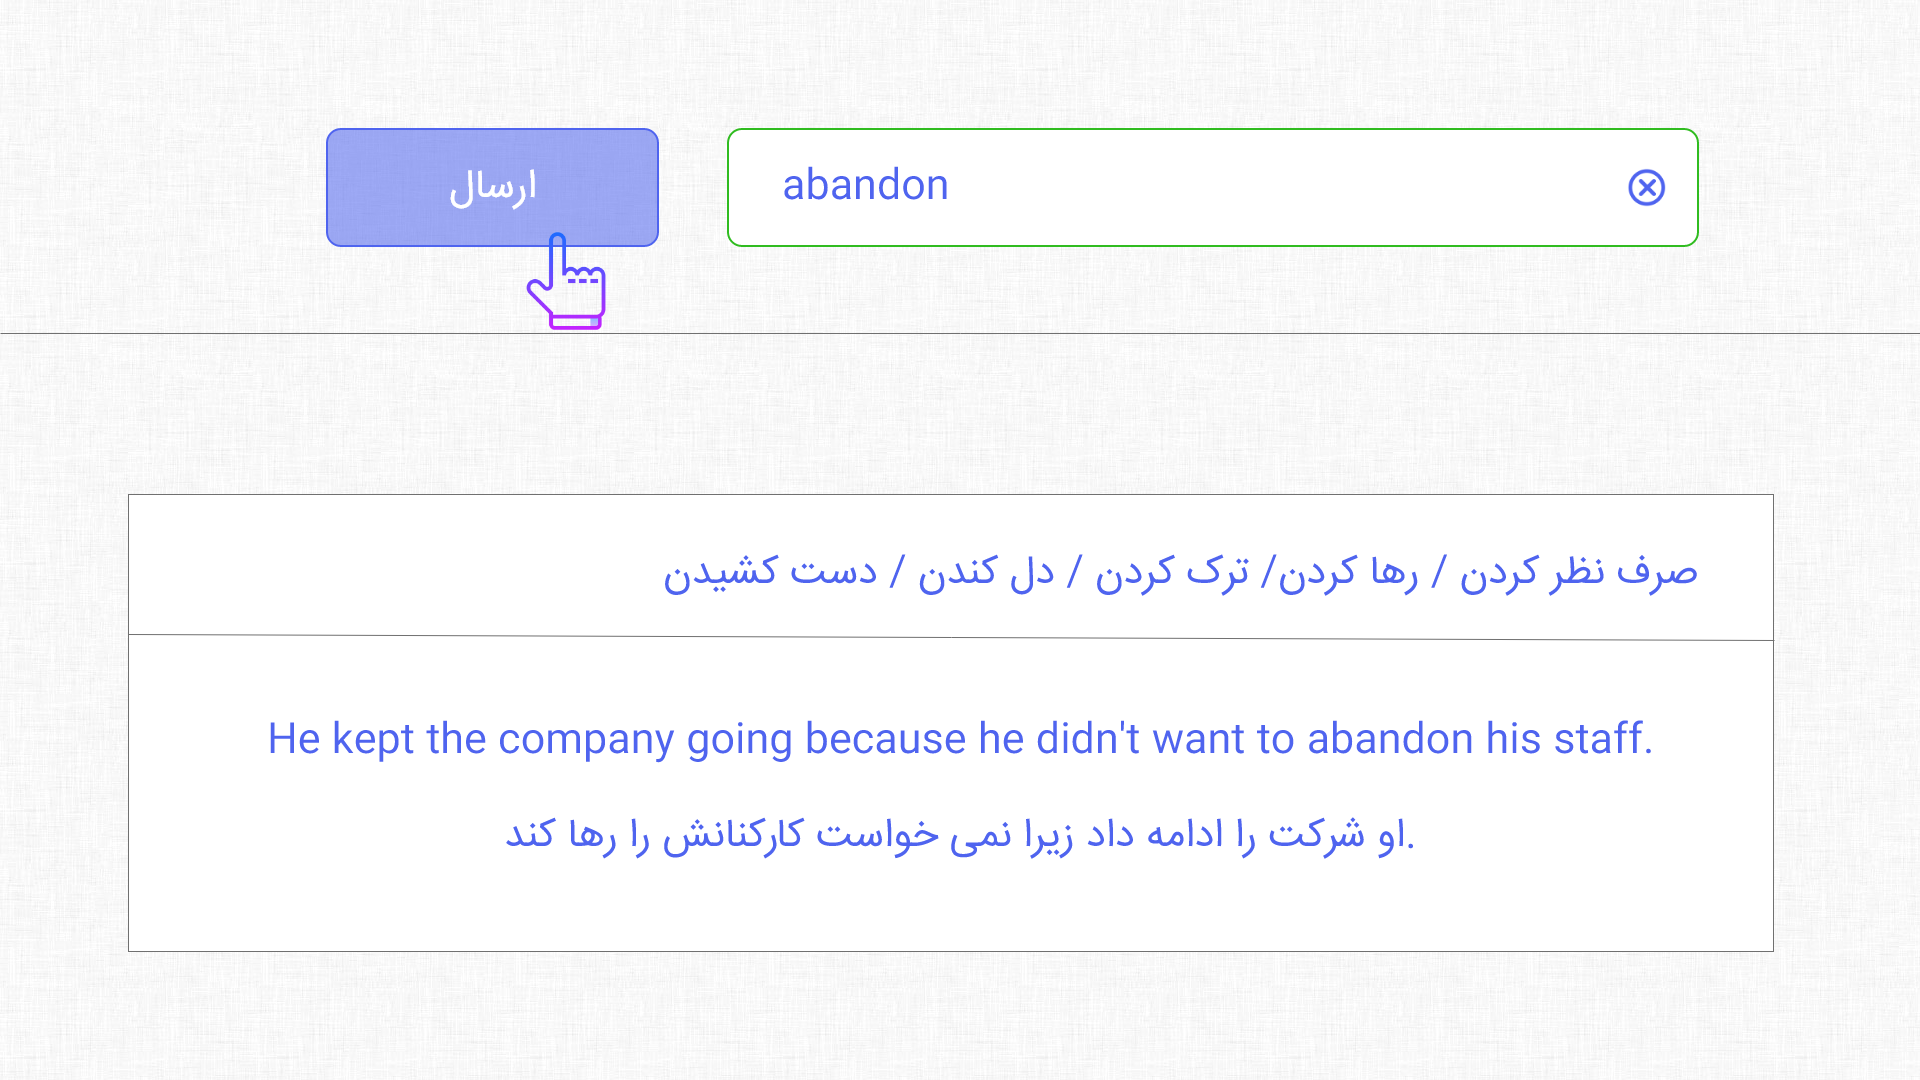 ارسال
abandon
صرف نظر کردن / رها کردن/ ترک کردن / دل کندن / دست کشیدن
He kept the company going because he didn't want to abandon his staff.
.او شرکت را ادامه داد زیرا نمی خواست کارکنانش را رها کند